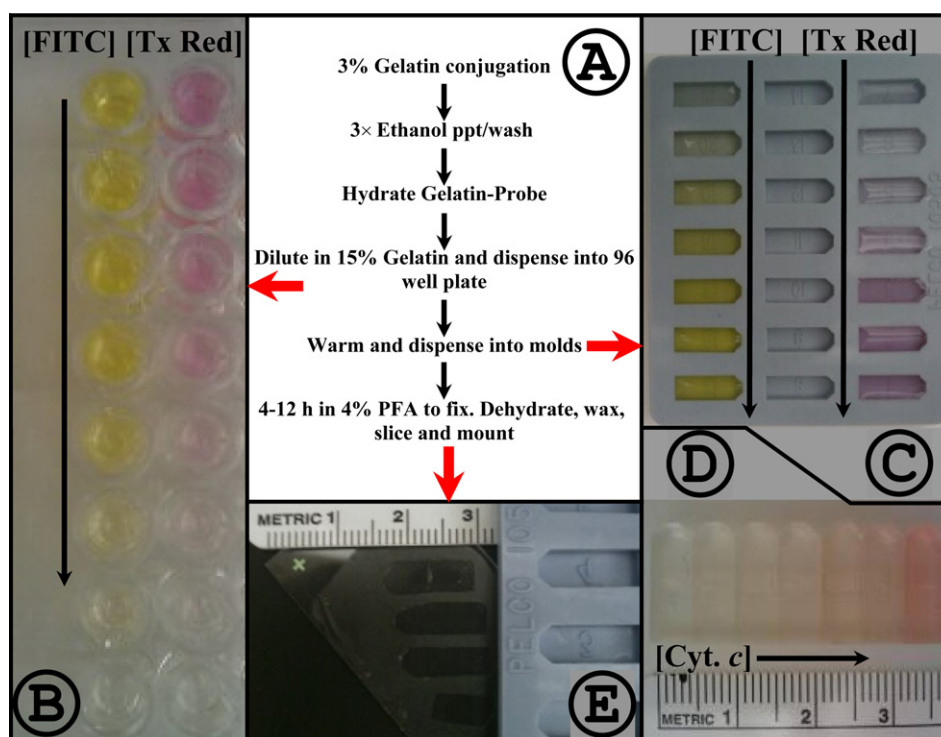 [FITC] [Tx Red]
B
A
3% Gelatin conjugation
3× Ethanol ppt/wash
Hydrate Gelatin-Probe
Dilute in 15% Gelatin and dispense into 96
well plate
Warm and dispense into molds
4-12 h in 4% PFA to fix. Dehydrate, wax,
slice and mount
[FITC] [Tx Red]
D
C
METRIC 1 2 3
PELCO 105
E
[Cyt. c]
METRIC 1 2 3